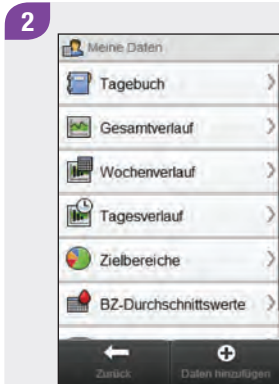 2
Meine Daten
Tagebuch
Gesamtverlauf
Wochenverlauf
Tagesverlauf
Zielbereiche
BZ-Durchschnittswerte
Zurück
Daten hinzufügen